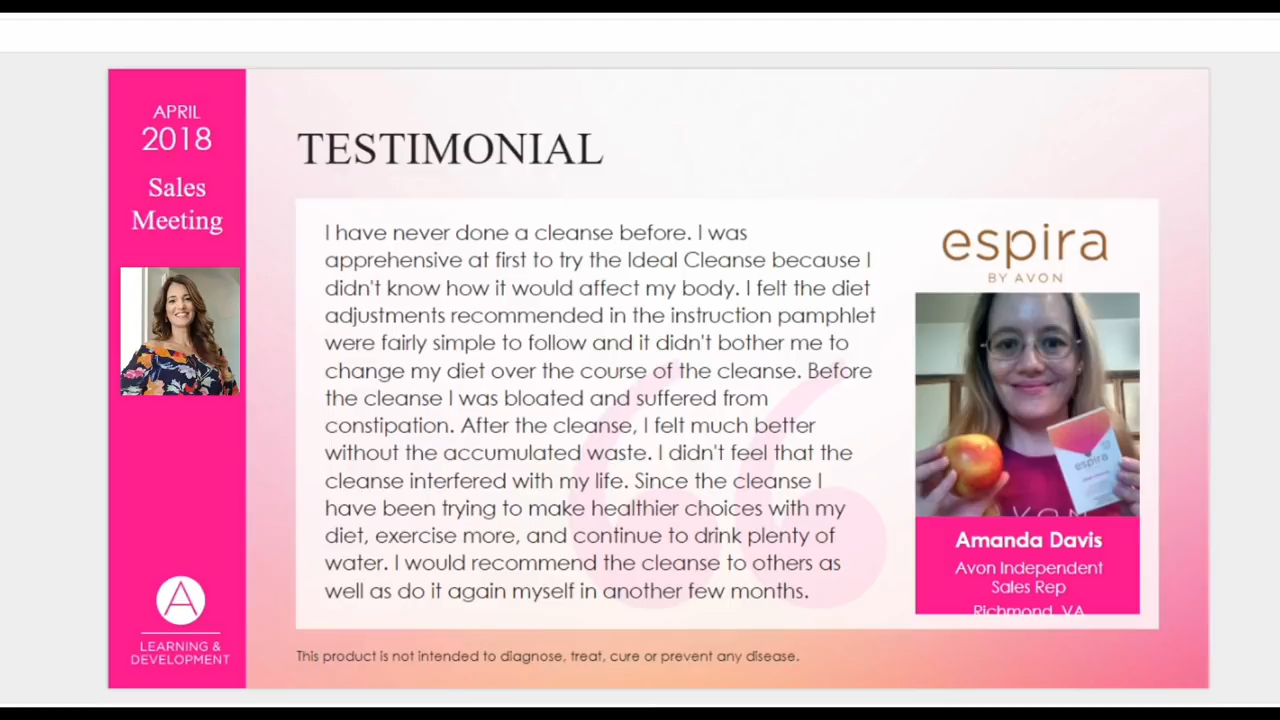 APRIL
2018
Sales
Meeting
TESTIMONIAL
I have never done a cleanse before. I was
apprehensive at first to try the Ideal Cleanse because I
didn't know how it would affect my body. I felt the diet
adjustments recommended in the instruction pamphlet
were fairly simple to follow and it didn't bother me to
change my diet over the course of the cleanse. Before
the cleanse I was bloated and suffered from
constipation. After the cleanse, I felt much better
without the accumulated waste. I didn't feel that the
cleanse interfered with my life. Since the cleanse I
have been trying to make healthier choices with my
diet, exercise more, and continue to drink plenty of
water. I would recommend the cleanse to others as
well as do it again myself in another few months.
espira
BY AVON
espira
AVON
Amanda Davis
Avon Independent
Sales Rep
Richmond, VA
A
LEARNING &
DEVELOPMENT
This product is not intended to diagnose, treat, cure or prevent any disease.